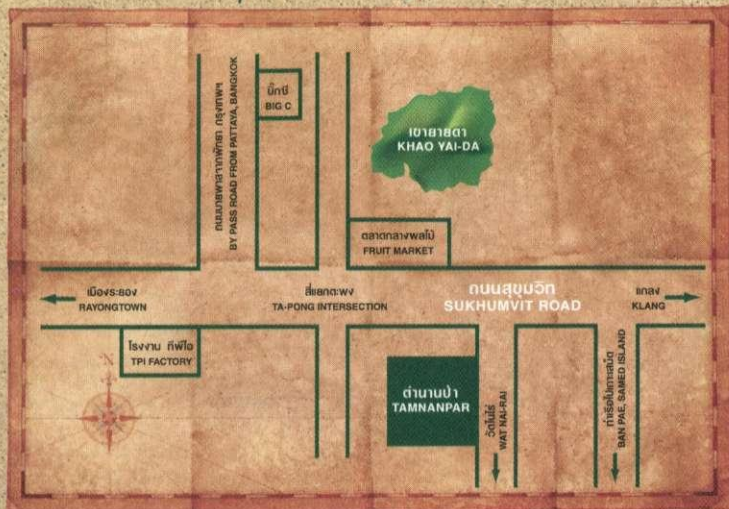 ถนนบายพาสจากพัทยา กรุงเทพฯ
BY PASS ROAD FROM PATTAYA, BANGKOK
บิ๊กซี
BIG C
เขายายดา
KHAO YAI-DA
ตลาดกลางผลไม้
FRUIT MARKET
เมืองระยอง
RAYONGTOWN
สี่แยกตะพง
TA-PONG INTERSECTION
ถนนสุขุมวิท
SUKHUMVIT ROAD
แกลง
KLANG
โรงงาน ทีพีไอ
TPI FACTORY
ตำนานป่า
TAMNANPAR
วัดในไร่
WAT NAI-RAI
ท่าเรือไปเกาะเสม็ด
BAN PAE, SAMED ISLAND